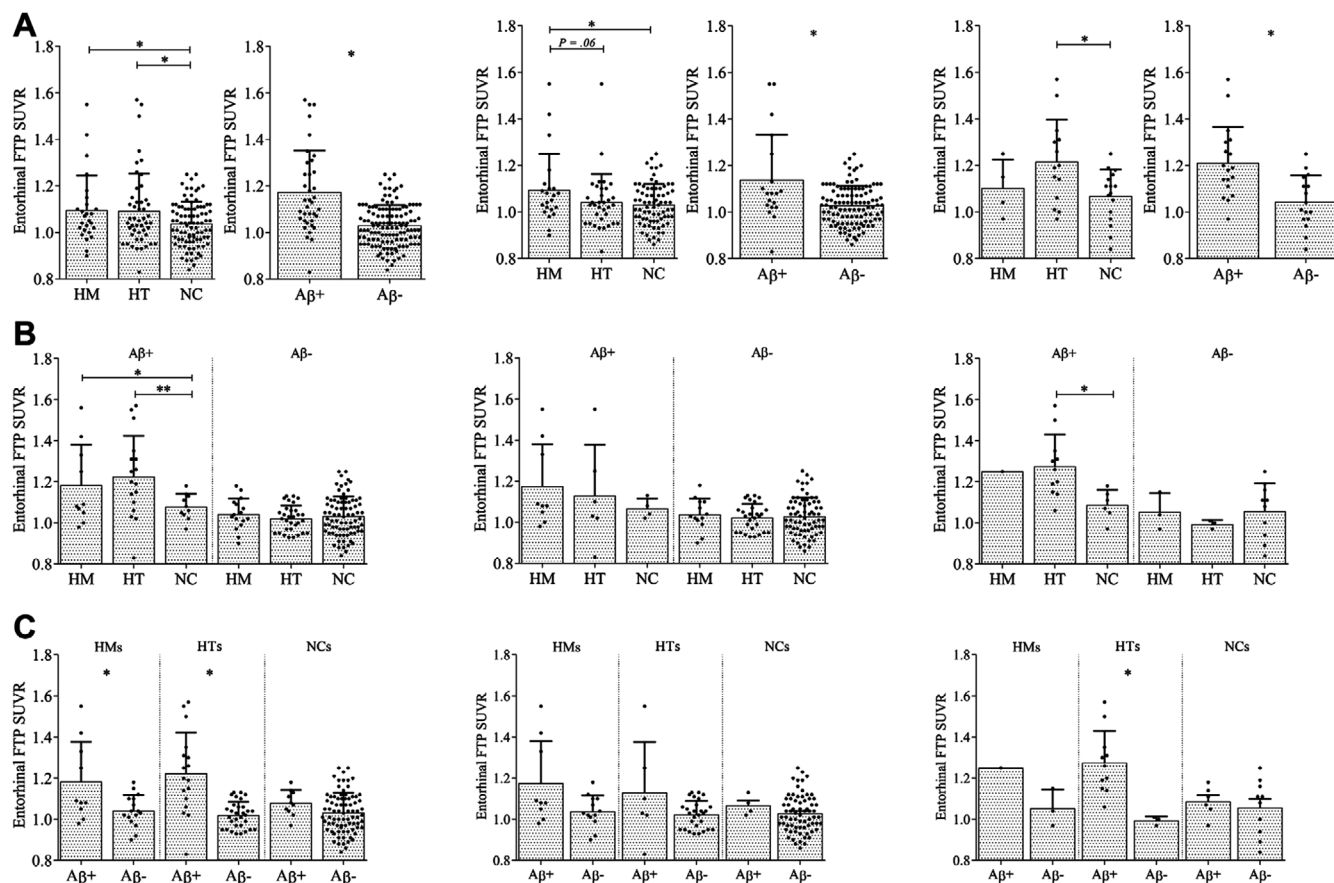 A
Entorhinal FTP SUVR
1.8
1.6
1.4
1.2
1.0
0.8
*
*
HM HT NC
Entorhinal FTP SUVR
1.8
1.6
1.4
1.2
1.0
0.8
*
Aβ+ Aβ-
Entorhinal FTP SUVR
1.8
1.6
1.4
1.2
1.0
0.8
*
P = .06
HM HT NC
Entorhinal FTP SUVR
1.8
1.6
1.4
1.2
1.0
0.8
*
Aβ+ Aβ-
Entorhinal FTP SUVR
1.8
1.6
1.4
1.2
1.0
0.8
*
HM HT NC
Entorhinal FTP SUVR
1.8
1.6
1.4
1.2
1.0
0.8
*
Aβ+ Aβ-
B
Entorhinal FTP SUVR
1.8
1.6
1.4
1.2
1.0
0.8
Aβ+ Aβ-
*
**
HM HT NC HM HT NC
Entorhinal FTP SUVR
1.8
1.6
1.4
1.2
1.0
0.8
Aβ+ Aβ-
HM HT NC HM HT NC
Entorhinal FTP SUVR
1.8
1.6
1.4
1.2
1.0
0.8
Aβ+ Aβ-
*
HM HT NC HM HT NC
C
Entorhinal FTP SUVR
1.8
1.6
1.4
1.2
1.0
0.8
HMs HTs NCs
* *
Aβ+ Aβ- Aβ+ Aβ- Aβ+ Aβ-
Entorhinal FTP SUVR
1.8
1.6
1.4
1.2
1.0
0.8
HMs HTs NCs
Aβ+ Aβ- Aβ+ Aβ- Aβ+ Aβ-
Entorhinal FTP SUVR
1.8
1.6
1.4
1.2
1.0
0.8
HMs HTs NCs
*
Aβ+ Aβ- Aβ+ Aβ- Aβ+ Aβ-